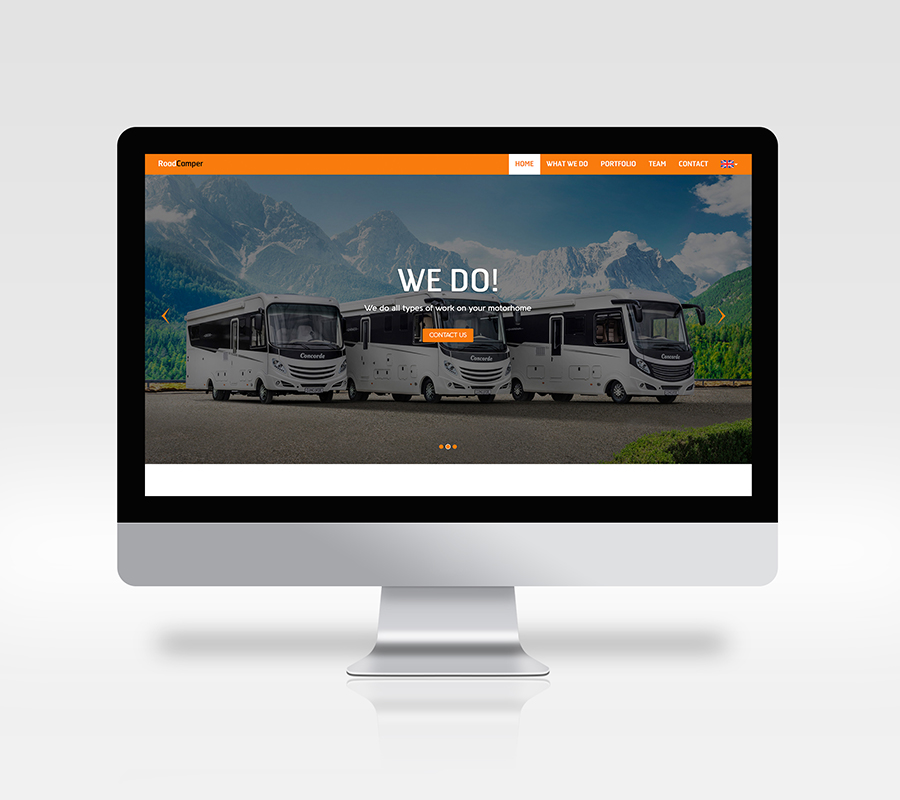 RoadCamper
HOME WHAT WE DO PORTFOLIO TEAM CONTACT
WE DO!
We do all types of work on your motorhome
CONTACT US
Concorde Concorde Concorde